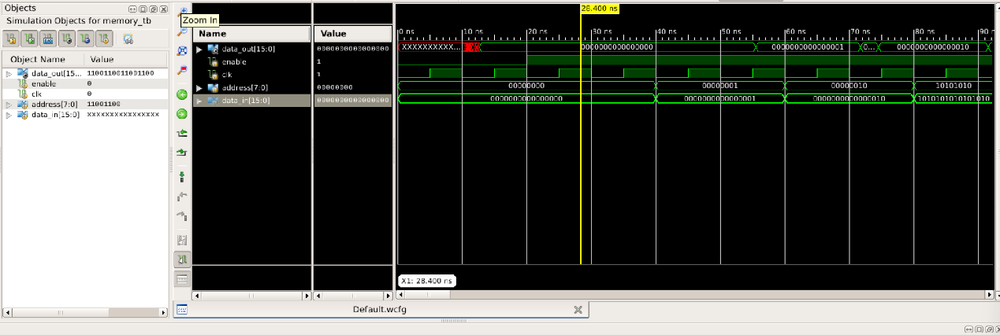 Objects
Simulation Objects for memory_tb
Object Name Value
data_out[15... 1100110011001100
enable 0
clk 0
address[7:0] 11001100
data_in[15:0] XXXXXXXXXXXXXXXX
Zoom In
Name Value
data_out[15:0] 0000000000000000
enable 1
clk 1
address[7:0] 00000000
data_in[15:0] 0000000000000000
28.400 ns
0 ns 10 ns 20 ns 30 ns 40 ns 50 ns 60 ns 70 ns 80 ns 90 n
XXXXXXXXXX... XX 0000000000000000 0000000000000001 0... 0000000000000010
00000000 00000001 00000010 10101010
0000000000000000 0000000000000001 0000000000000010 1010101010101010
X1: 28.400 ns
Default.wcfg